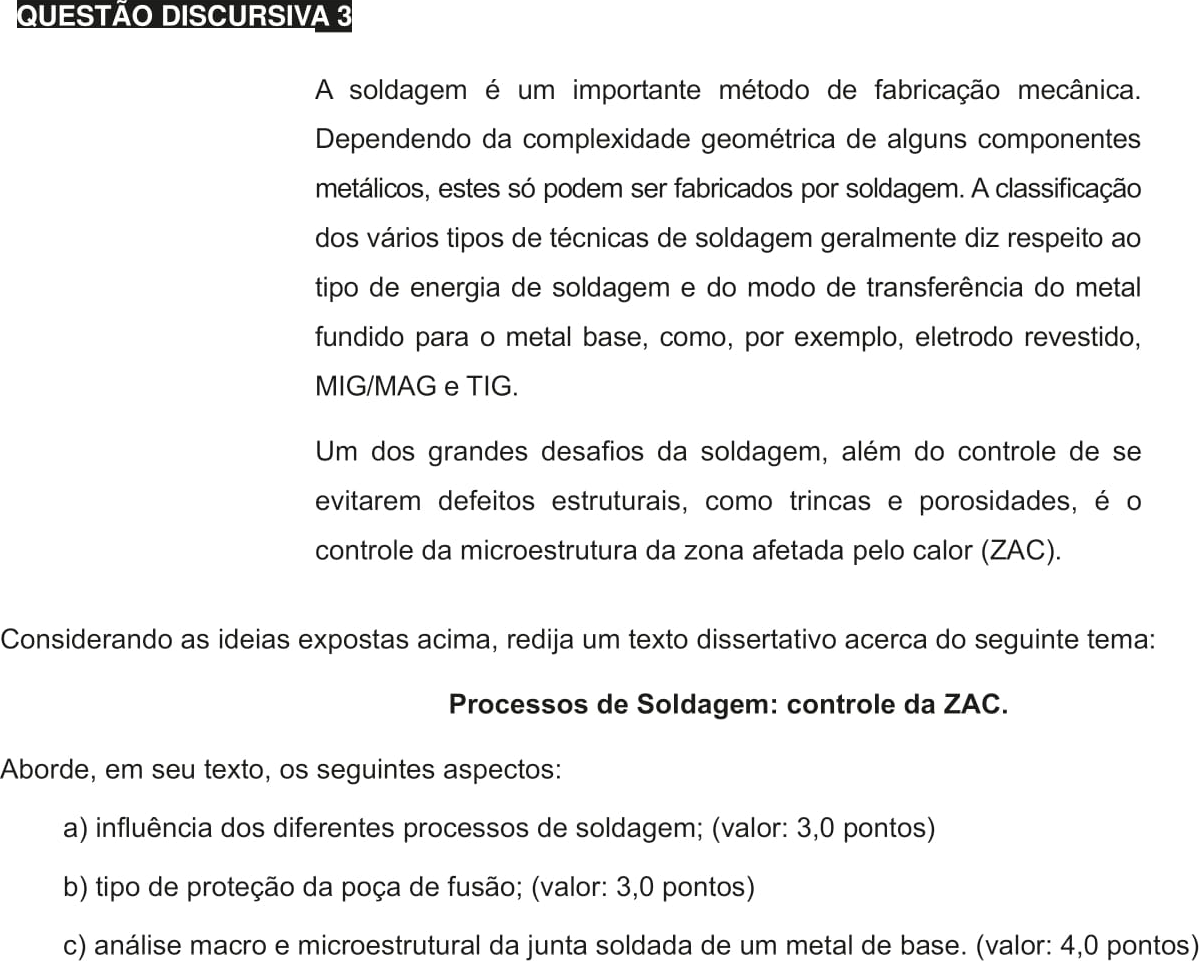 QUESTÃO DISCURSIVA 3
A soldagem é um importante método de fabricação mecânica.
Dependendo da complexidade geométrica de alguns componentes
metálicos, estes só podem ser fabricados por soldagem. A classificação
dos vários tipos de técnicas de soldagem geralmente diz respeito ao
tipo de energia de soldagem e do modo de transferência do metal
fundido para o metal base, como, por exemplo, eletrodo revestido,
MIG/MAG e TIG.
Um dos grandes desafios da soldagem, além do controle de se
evitarem defeitos estruturais, como trincas e porosidades, é o
controle da microestrutura da zona afetada pelo calor (ZAC).
Considerando as ideias expostas acima, redija um texto dissertativo acerca do seguinte tema:
Processos de Soldagem: controle da ZAC.
Aborde, em seu texto, os seguintes aspectos:
a) influência dos diferentes processos de soldagem; (valor: 3,0 pontos)
b) tipo de proteção da poça de fusão; (valor: 3,0 pontos)
c) análise macro e microestrutural da junta soldada de um metal de base. (valor: 4,0 pontos)